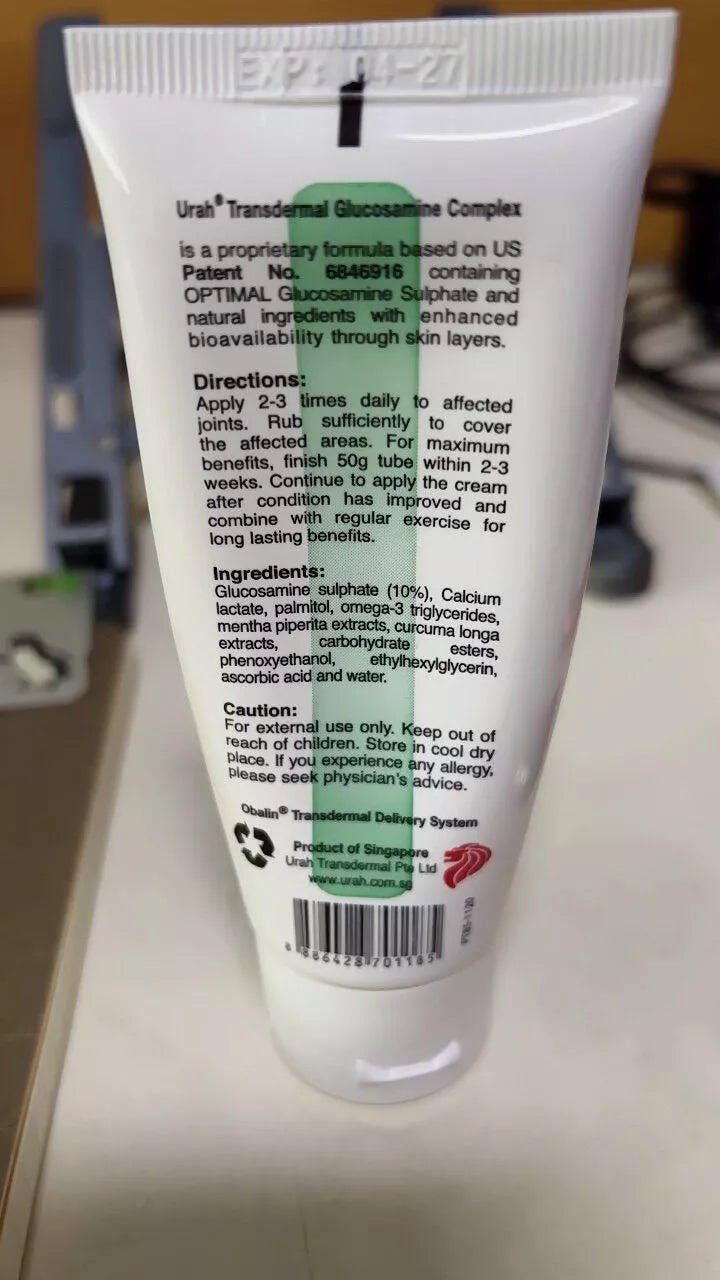 EXP: 04-27
Urah® Transdermal Glucosamine Complex
is a proprietary formula based on US
Patent No. 6846916 containing
OPTIMAL Glucosamine Sulphate and
natural ingredients with enhanced
bioavailability through skin layers.
Directions:
Apply 2-3 times daily to affected
joints. Rub sufficiently to cover
the affected areas. For maximum
benefits, finish 50g tube within 2-3
weeks. Continue to apply the cream
after condition has improved and
combine with regular exercise for
long lasting benefits.
Ingredients:
Glucosamine sulphate (10%), Calcium
lactate, palmitol, omega-3 triglycerides,
mentha piperita extracts, curcuma longa
extracts, carbohydrate esters,
phenoxyethanol, ethylhexylglycerin,
ascorbic acid and water.
Caution:
For external use only. Keep out of
reach of children. Store in cool dry
place. If you experience any allergy,
please seek physician's advice.
Obalin® Transdermal Delivery System
Product of Singapore
Urah Transdermal Pte Ltd
www.urah.com.sg
8 886428 701185